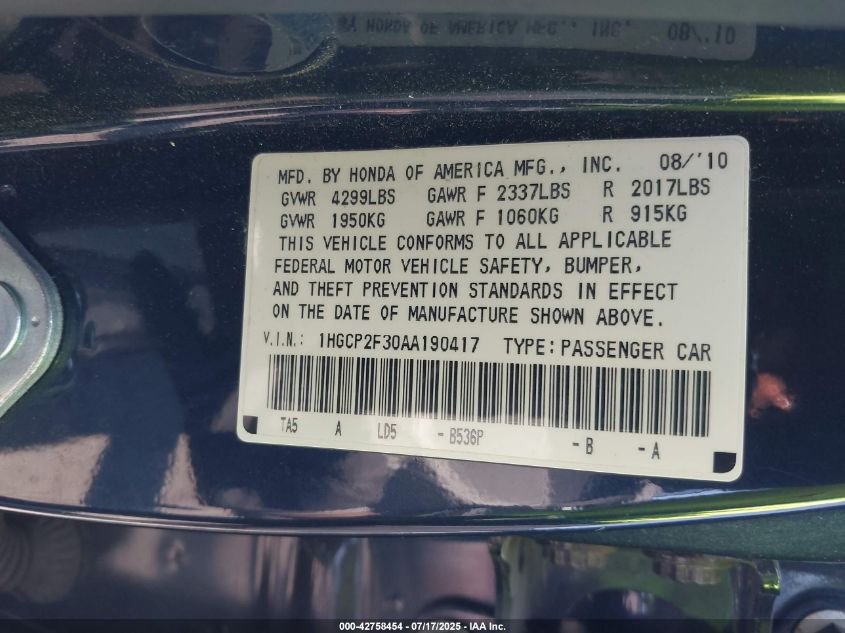 MFD. BY HONDA OF AMERICA MFG., INC. 08/'10
GVWR 4299LBS GAWR F 2337LBS R 2017LBS
GVWR 1950KG GAWR F 1060KG R 915KG
THIS VEHICLE CONFORMS TO ALL APPLICABLE
FEDERAL MOTOR VEHICLE SAFETY, BUMPER,
AND THEFT PREVENTION STANDARDS IN EFFECT
ON THE DATE OF MANUFACTURE SHOWN ABOVE.
V.I.N.: 1HGCP2F30AA190417 TYPE:PASSENGER CAR
TA5 A LD5 - B536P - B - A
000-42758454 - 07/17/2025 - IAA Inc.